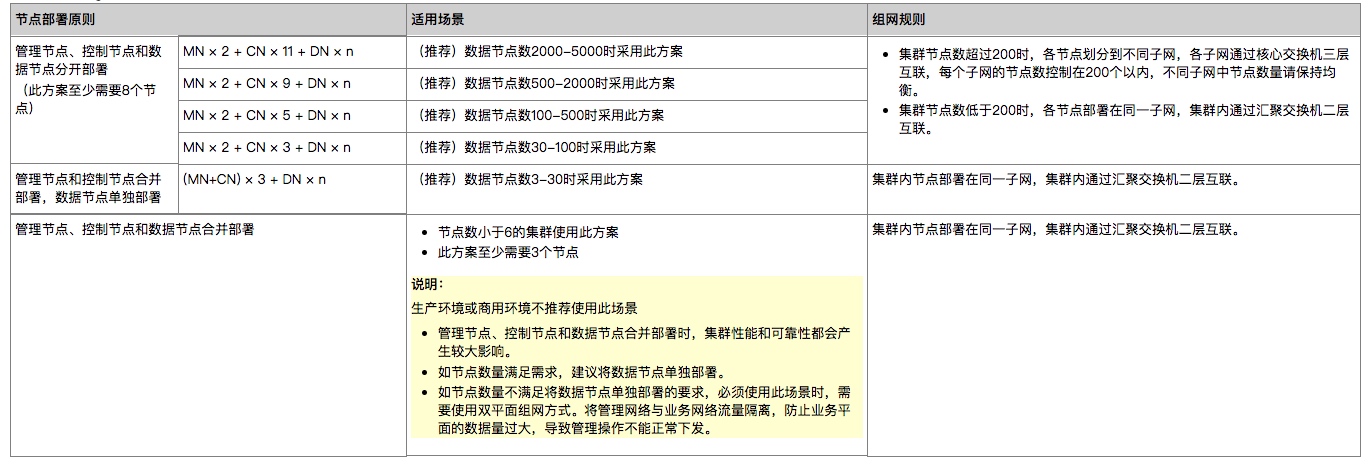 节点部署原则
适用场景
组网规则
管理节点、控制节点和数
据节点分开部署
（此方案至少需要8个节
点）
MN × 2 + CN × 11 + DN × n
（推荐）数据节点数2000-5000时采用此方案
MN × 2 + CN × 9 + DN × n
（推荐）数据节点数500-2000时采用此方案
MN × 2 + CN × 5 + DN × n
（推荐）数据节点数100-500时采用此方案
MN × 2 + CN × 3 + DN × n
（推荐）数据节点数30-100时采用此方案
• 集群节点数超过200时，各节点划分到不同子网，各子网通过核心交换机三层
互联，每个子网的节点数控制在200个以内，不同子网中节点数量请保持均
衡。
• 集群节点数低于200时，各节点部署在同一子网，集群内通过汇聚交换机二层
互联。
管理节点和控制节点合并
部署，数据节点单独部署
(MN+CN) × 3 + DN × n
（推荐）数据节点数3-30时采用此方案
集群内节点部署在同一子网，集群内通过汇聚交换机二层互联。
管理节点、控制节点和数据节点合并部署
• 节点数小于6的集群使用此方案
• 此方案至少需要3个节点
说明：
生产环境或商用环境不推荐使用此场景
• 管理节点、控制节点和数据节点合并部署时，集群性能和可靠性都会产
生较大影响。
• 如节点数量满足需求，建议将数据节点单独部署。
• 如节点数量不满足将数据节点单独部署的要求，必须使用此场景时，需
要使用双平面组网方式。将管理网络与业务网络流量隔离，防止业务平
面的数据量过大，导致管理操作不能正常下发。
集群内节点部署在同一子网，集群内通过汇聚交换机二层互联。